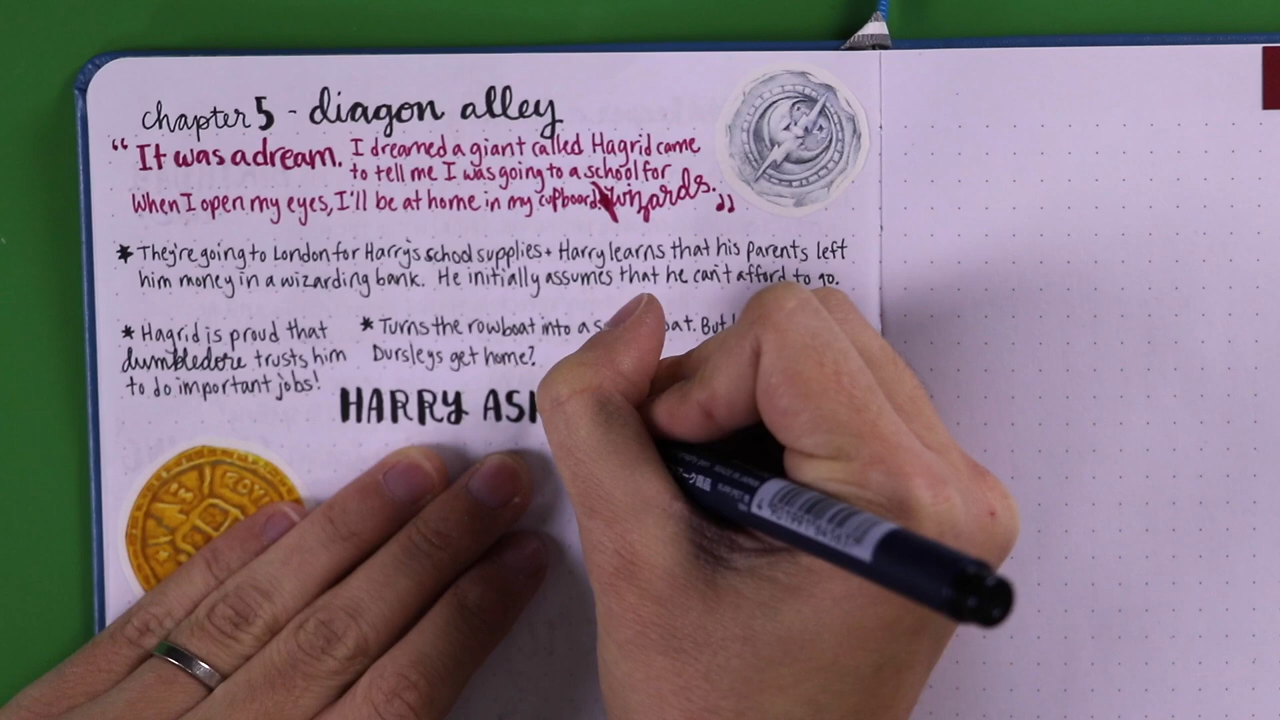 chapter 5 - diagon alley
“It was a dream. I dreamed a giant called Hagrid came
to tell me I was going to a school for
When I open my eyes, I'll be at home in my cupboard. wizards.”
* They're going to London for Harry's school supplies + Harry learns that his parents left
him money in a wizarding bank. He initially assumes that he can't afford to go.
* Hagrid is proud that
dumbledore trusts him
to do important jobs!
* Turns the rowboat into a
Dursleys get home?
HARRY